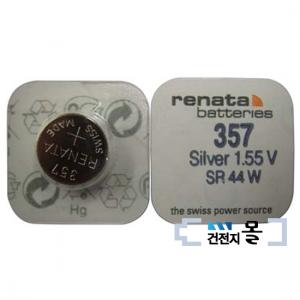 SWISS MADE
+
RENATA
357
Hg
renata
batteries
357
Silver 1.55 V
SR 44 W
the swiss power source
건전지 몰